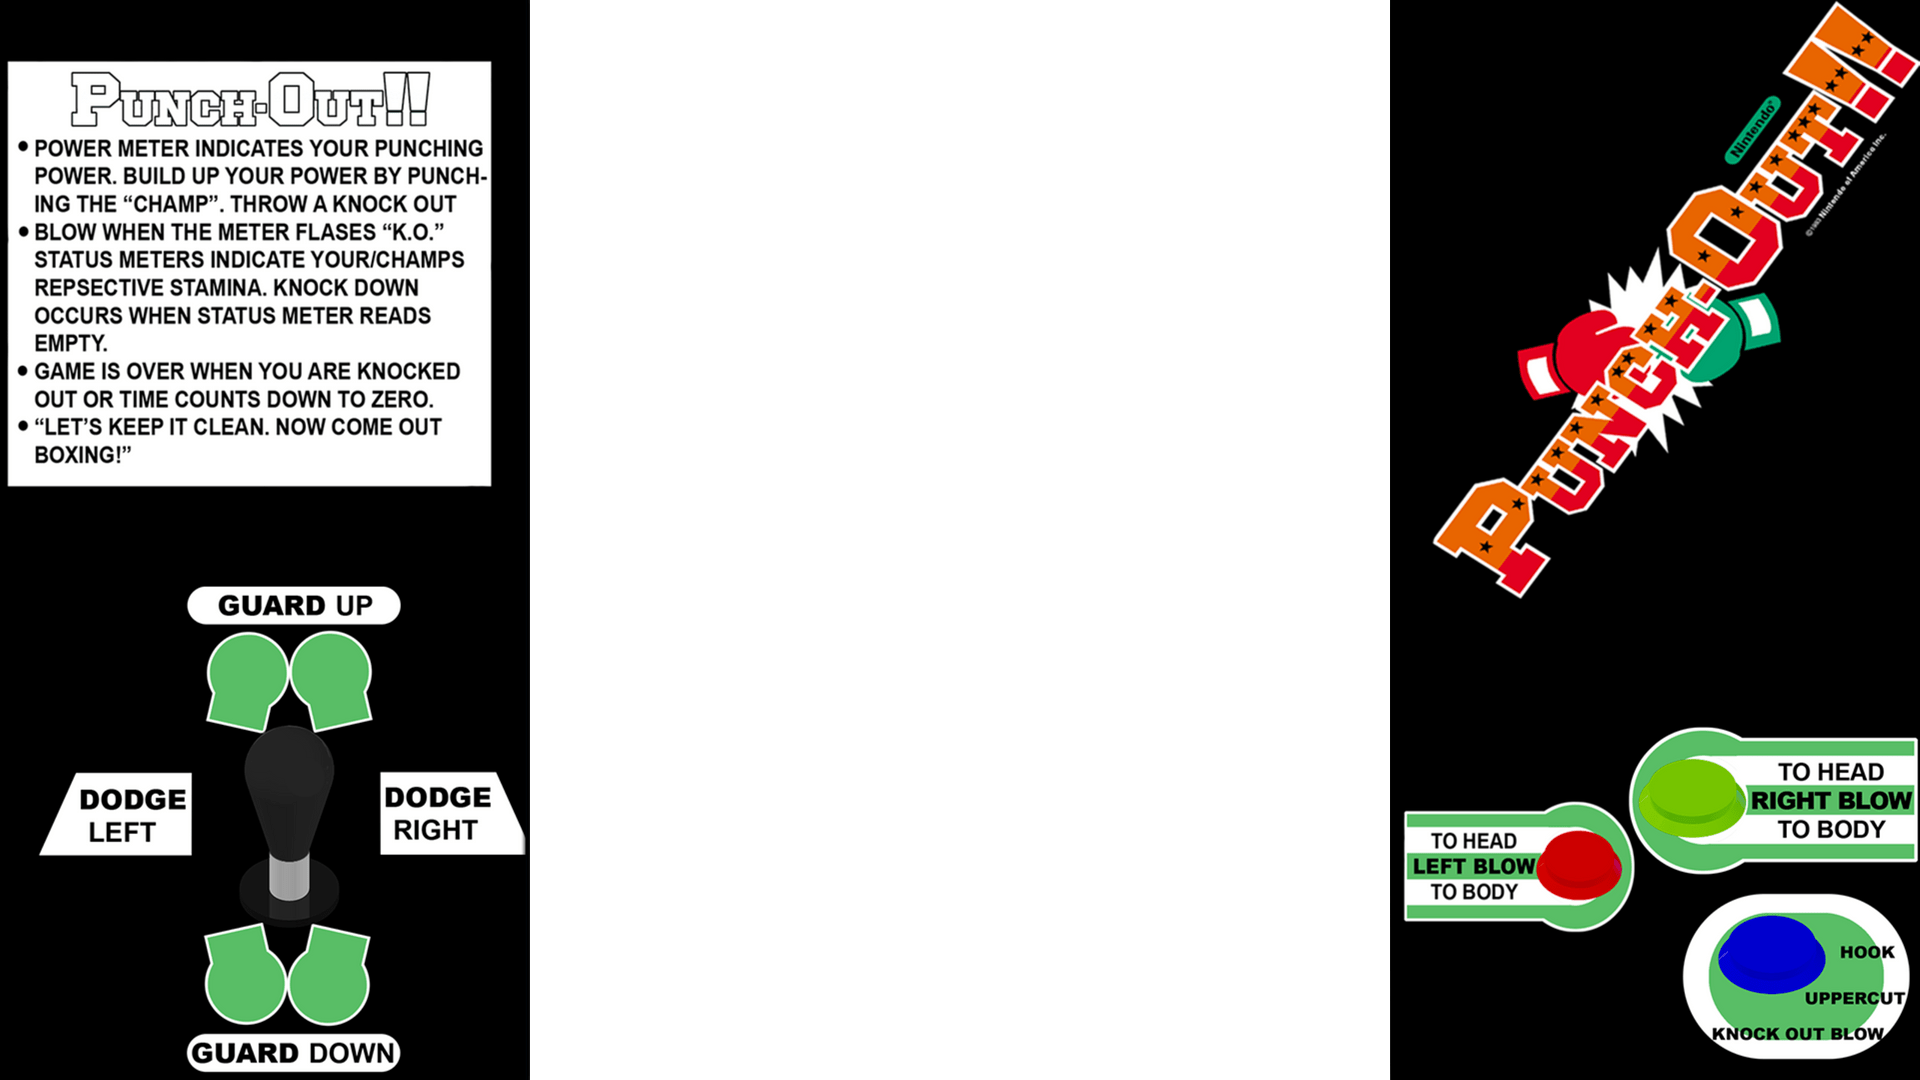 PUNCH-OUT!!
• POWER METER INDICATES YOUR PUNCHING
POWER. BUILD UP YOUR POWER BY PUNCH-
ING THE “CHAMP”. THROW A KNOCK OUT
• BLOW WHEN THE METER FLASES “K.O.”
STATUS METERS INDICATE YOUR/CHAMPS
REPSECTIVE STAMINA. KNOCK DOWN
OCCURS WHEN STATUS METER READS
EMPTY.
• GAME IS OVER WHEN YOU ARE KNOCKED
OUT OR TIME COUNTS DOWN TO ZERO.
• “LET’S KEEP IT CLEAN. NOW COME OUT
BOXING!”
GUARD UP
DODGE
LEFT
DODGE
RIGHT
GUARD DOWN
Nintendo®
PUNCH-OUT!!
©1983 Nintendo of America Inc.
TO HEAD
RIGHT BLOW
TO BODY
TO HEAD
LEFT BLOW
TO BODY
HOOK
UPPERCUT
KNOCK OUT BLOW